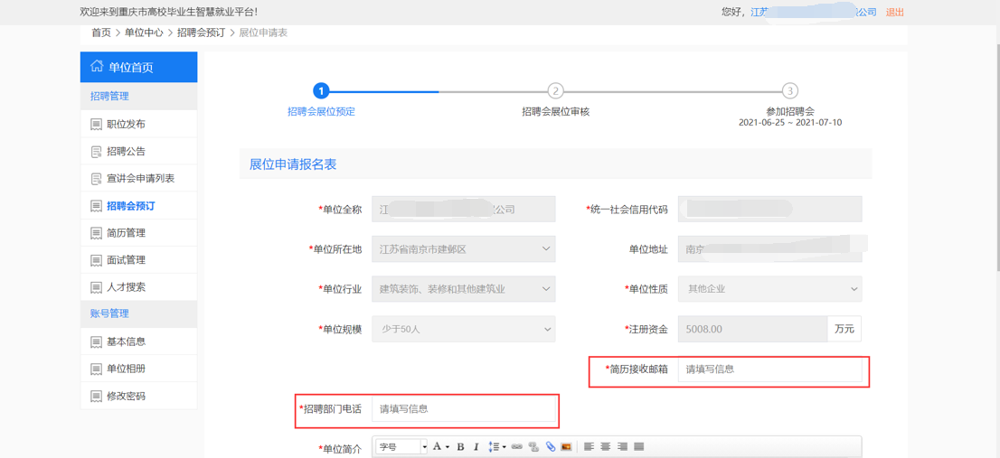 欢迎来到重庆市高校毕业生智慧就业平台！
您好，江苏 公司 退出
首页 > 单位中心 > 招聘会预订 > 展位申请表
单位首页
招聘管理
职位发布
招聘公告
宣讲会申请列表
招聘会预订
简历管理
面试管理
人才搜索
账号管理
基本信息
单位相册
修改密码
1
招聘会展位预定
2
招聘会展位审核
3
参加招聘会
2021-06-25 ~ 2021-07-10
展位申请报名表
*单位全称 江 公司
*统一社会信用代码
*单位所在地 江苏省南京市建邺区
单位地址 南京
*单位行业 建筑装饰、装修和其他建筑业
*单位性质 其他企业
*单位规模 少于50人
*注册资金 5008.00 万元
*简历接收邮箱 请填写信息
*招聘部门电话 请填写信息
*单位简介
字号 A B I